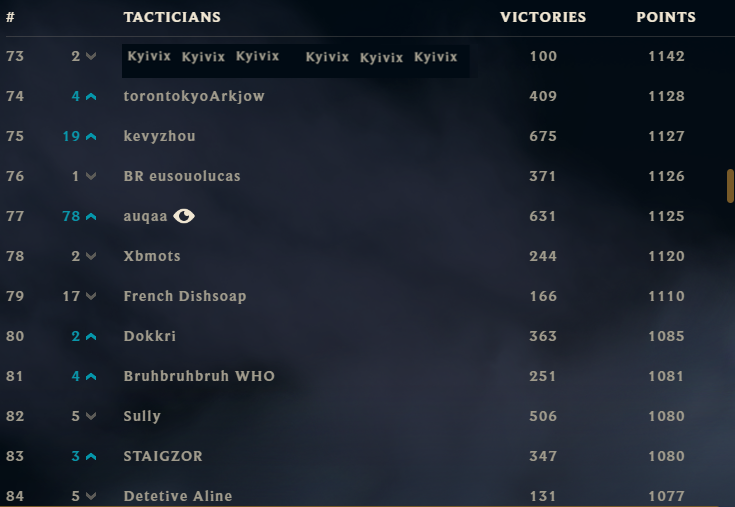 # TACTICIANS VICTORIES POINTS
73 2 Kyivix Kyivix Kyivix Kyivix Kyivix Kyivix 100 1142
74 4 torontokyoArkjow 409 1128
75 19 kevyzhou 675 1127
76 1 BR eusouolucas 371 1126
77 78 auqaa 631 1125
78 2 Xbmots 244 1120
79 17 French Dishsoap 166 1110
80 2 Dokkri 363 1085
81 4 Bruhbruhbruh WHO 251 1081
82 5 Sully 506 1080
83 3 STAIGZOR 347 1080
84 5 Detetive Aline 131 1077